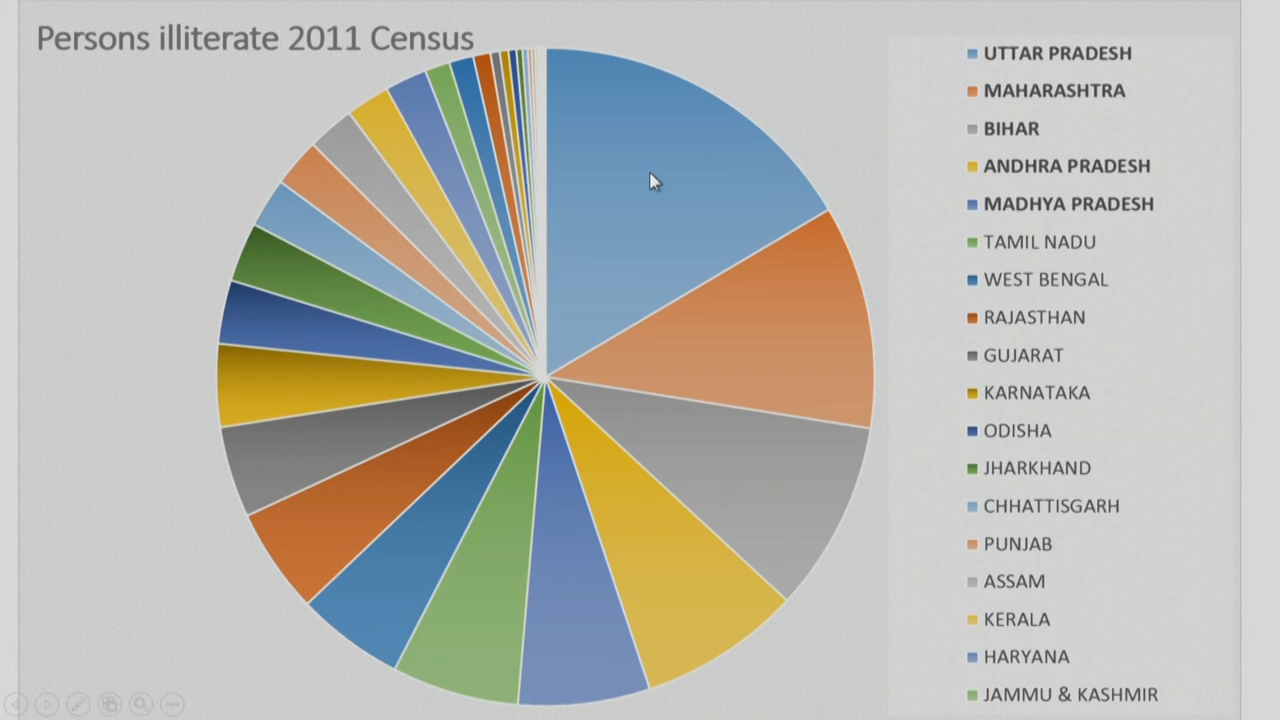 Persons illiterate 2011 Census
UTTAR PRADESH
MAHARASHTRA
BIHAR
ANDHRA PRADESH
MADHYA PRADESH
TAMIL NADU
WEST BENGAL
RAJASTHAN
GUJARAT
KARNATAKA
ODISHA
JHARKHAND
CHHATTISGARH
PUNJAB
ASSAM
KERALA
HARYANA
JAMMU & KASHMIR